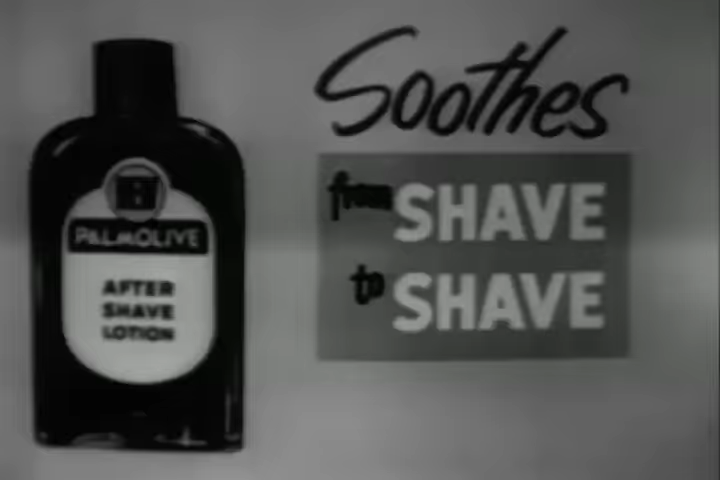 PALMOLIVE
AFTER
SHAVE
LOTION
Soothes
from SHAVE
to SHAVE